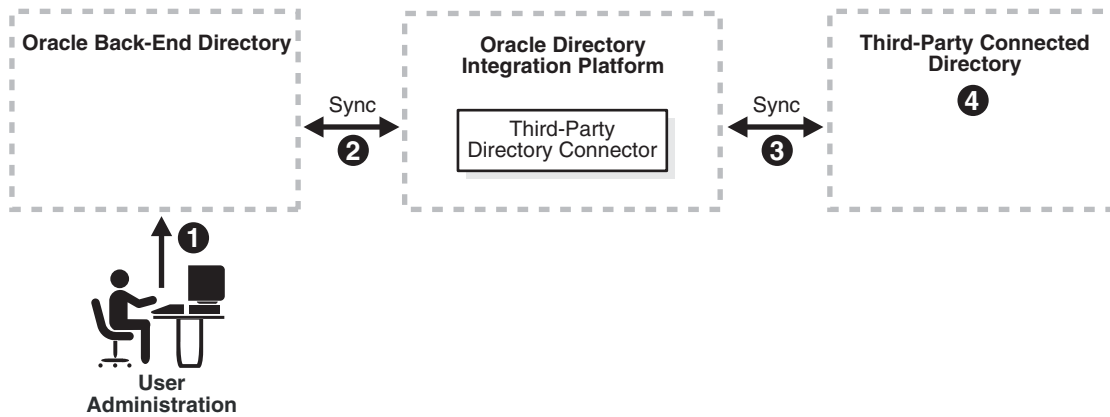 Oracle Back-End Directory
Oracle Directory
Integration Platform
Third-Party Connected
Directory
4
Sync
2
Third-Party
Directory Connector
Sync
3
1
User
Administration